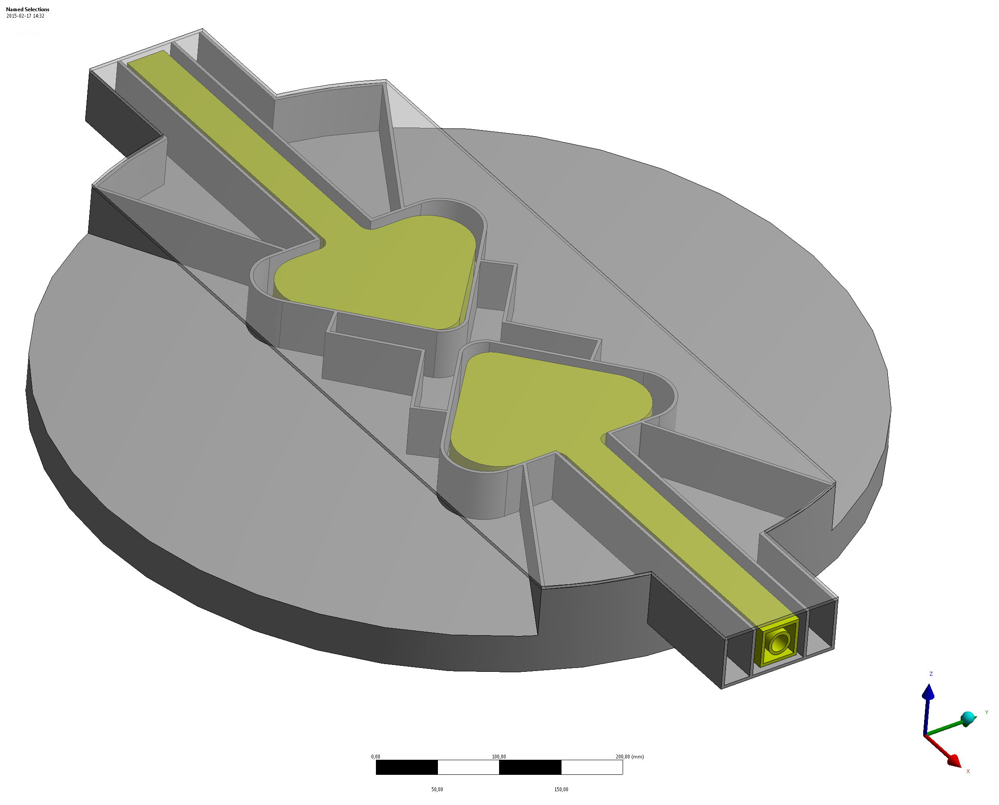 Named Selections
2015-02-17 14:32
Z
Y
X
0,00 100,00 200,00 (mm)
50,00 150,00